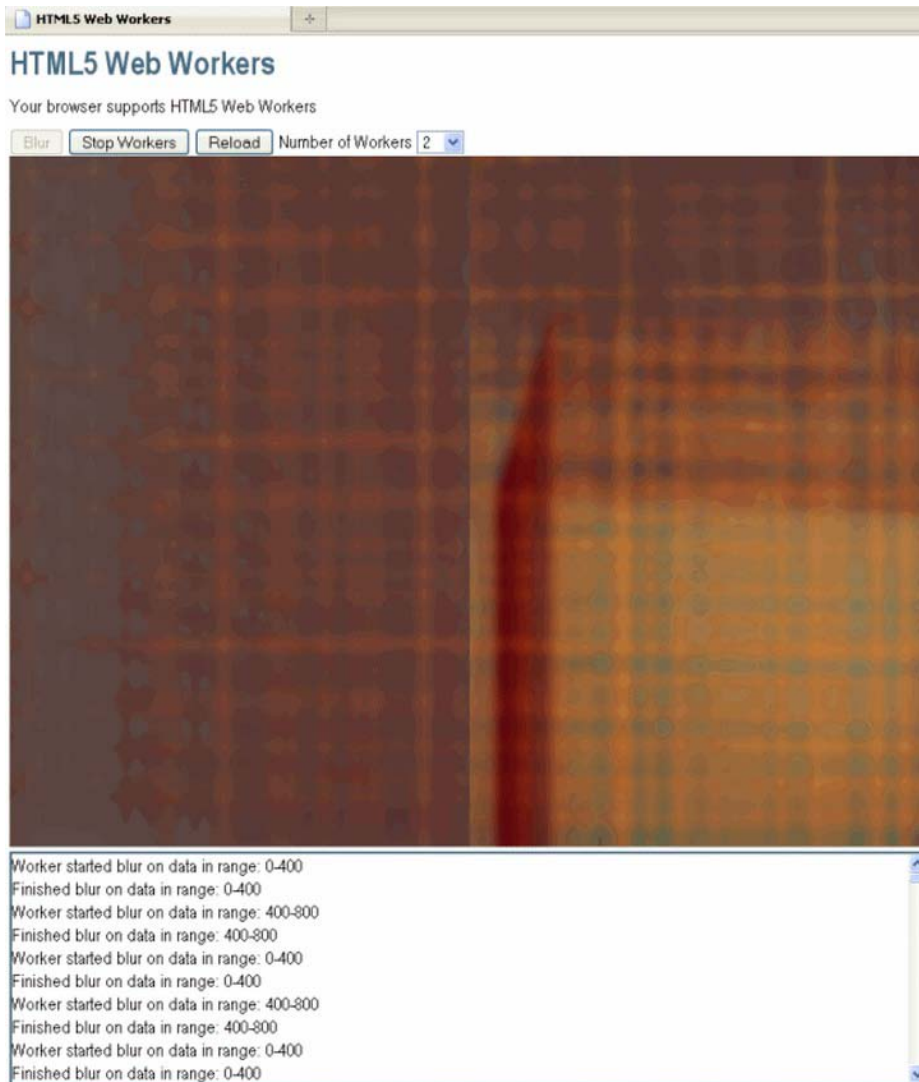 HTML5 Web Workers
HTML5 Web Workers
Your browser supports HTML5 Web Workers
Blur Stop Workers Reload Number of Workers 2
Worker started blur on data in range: 0-400
Finished blur on data in range: 0-400
Worker started blur on data in range: 400-800
Finished blur on data in range: 400-800
Worker started blur on data in range: 0-400
Finished blur on data in range: 0-400
Worker started blur on data in range: 400-800
Finished blur on data in range: 400-800
Worker started blur on data in range: 0-400
Finished blur on data in range: 0-400